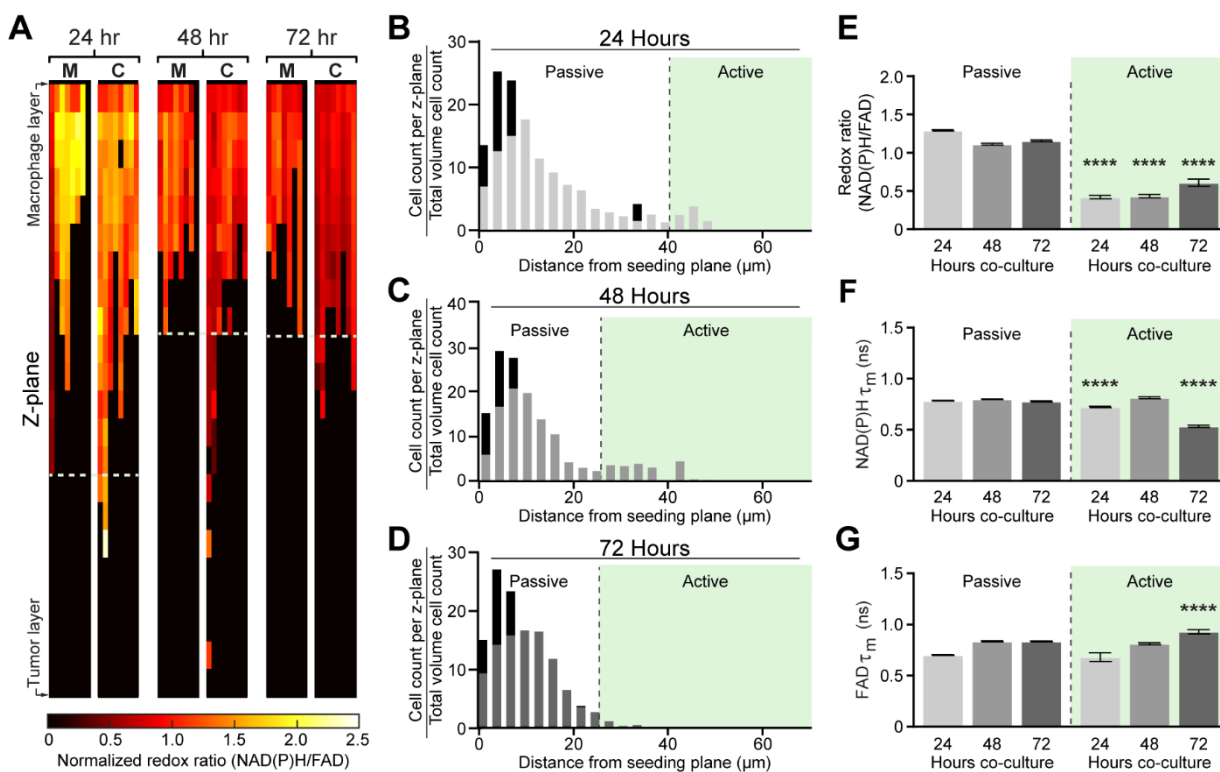 A
24 hr
48 hr
72 hr
M
C
M
C
M
C
Macrophage layer
Z-plane
Tumor layer
0
0.5
1.0
1.5
2.0
2.5
Normalized redox ratio (NAD(P)H/FAD)
B
24 Hours
Passive
Active
Cell count per z-plane
Total volume cell count
30
20
10
0
0
20
40
60
Distance from seeding plane (µm)
C
48 Hours
Passive
Active
Cell count per z-plane
Total volume cell count
40
30
20
10
0
0
20
40
60
Distance from seeding plane (µm)
D
72 Hours
Passive
Active
Cell count per z-plane
Total volume cell count
30
20
10
0
0
20
40
60
Distance from seeding plane (µm)
E
Passive
Active
Redox ratio
(NAD(P)H/FAD)
2.0
1.5
1.0
0.5
0
**** **** ****
24 48 72
24 48 72
Hours co-culture
Hours co-culture
F
Passive
Active
NAD(P)H τm (ns)
1.5
1.0
0.5
0
**** ****
24 48 72
24 48 72
Hours co-culture
Hours co-culture
G
Passive
Active
FAD τm (ns)
1.5
1.0
0.5
0
****
24 48 72
24 48 72
Hours co-culture
Hours co-culture